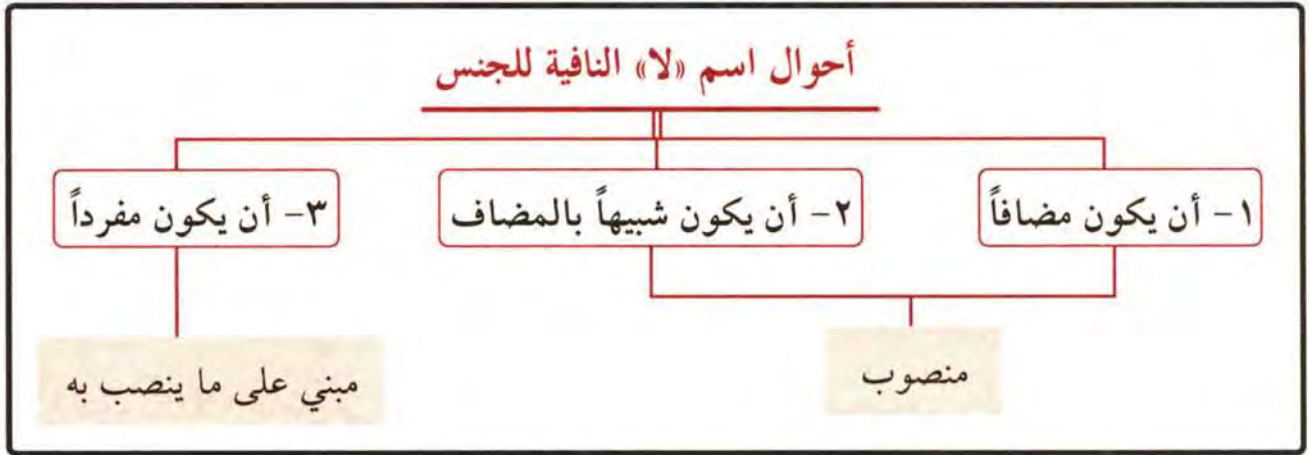 أحوال اسم «لا» النافية للجنس
١ - أن يكون مضافاً
٢ - أن يكون شبيهاً بالمضاف
٣ - أن يكون مفرداً
منصوب
مبني على ما ينصب به